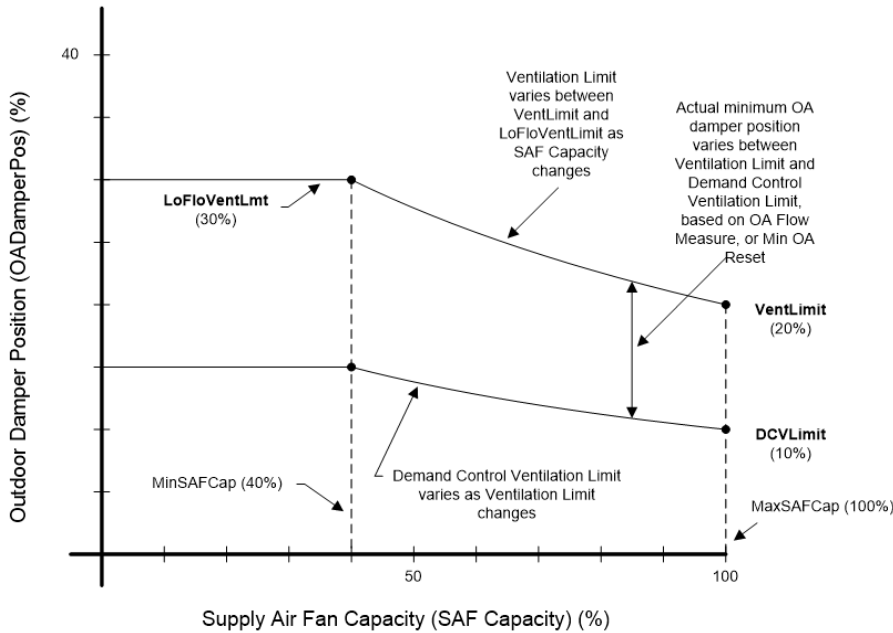 Outdoor Damper Position (OADamperPos) (%)
40
Ventilation Limit
varies between
VentLimit and
LoFloVentLimit as
SAF Capacity
changes
Actual minimum OA
damper position
varies between
Ventilation Limit and
Demand Control
Ventilation Limit,
based on OA Flow
Measure, or Min OA
Reset
LoFloVentLmt
(30%)
VentLimit
(20%)
DCVLimit
(10%)
MinSAFCap (40%)
Demand Control Ventilation Limit
varies as Ventilation Limit
changes
MaxSAFCap (100%)
50
100
Supply Air Fan Capacity (SAF Capacity) (%)